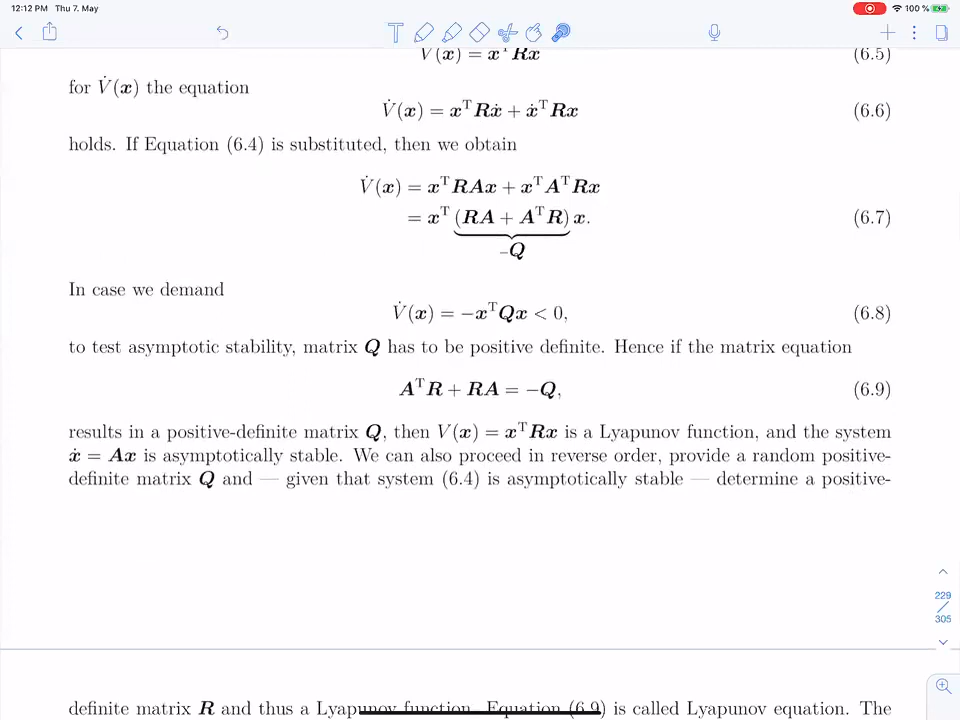 12:12 PM Thu 7. May 100 %
V(x) = xᵀRx (6.5)
for V̇(x) the equation
V̇(x) = xᵀRẋ + ẋᵀRx (6.6)
holds. If Equation (6.4) is substituted, then we obtain
V̇(x) = xᵀRAx + xᵀAᵀRx
= xᵀ (RA + AᵀR) x. (6.7)
–Q
In case we demand
V̇(x) = −xᵀQx < 0, (6.8)
to test asymptotic stability, matrix Q has to be positive definite. Hence if the matrix equation
AᵀR + RA = −Q, (6.9)
results in a positive-definite matrix Q, then V(x) = xᵀRx is a Lyapunov function, and the system
ẋ = Ax is asymptotically stable. We can also proceed in reverse order, provide a random positive-
definite matrix Q and — given that system (6.4) is asymptotically stable — determine a positive-
229
305
definite matrix R and thus a Lyapunov function. Equation (6.9) is called Lyapunov equation. The